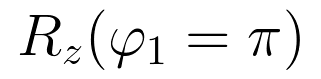 R_z(φ_1 = π)